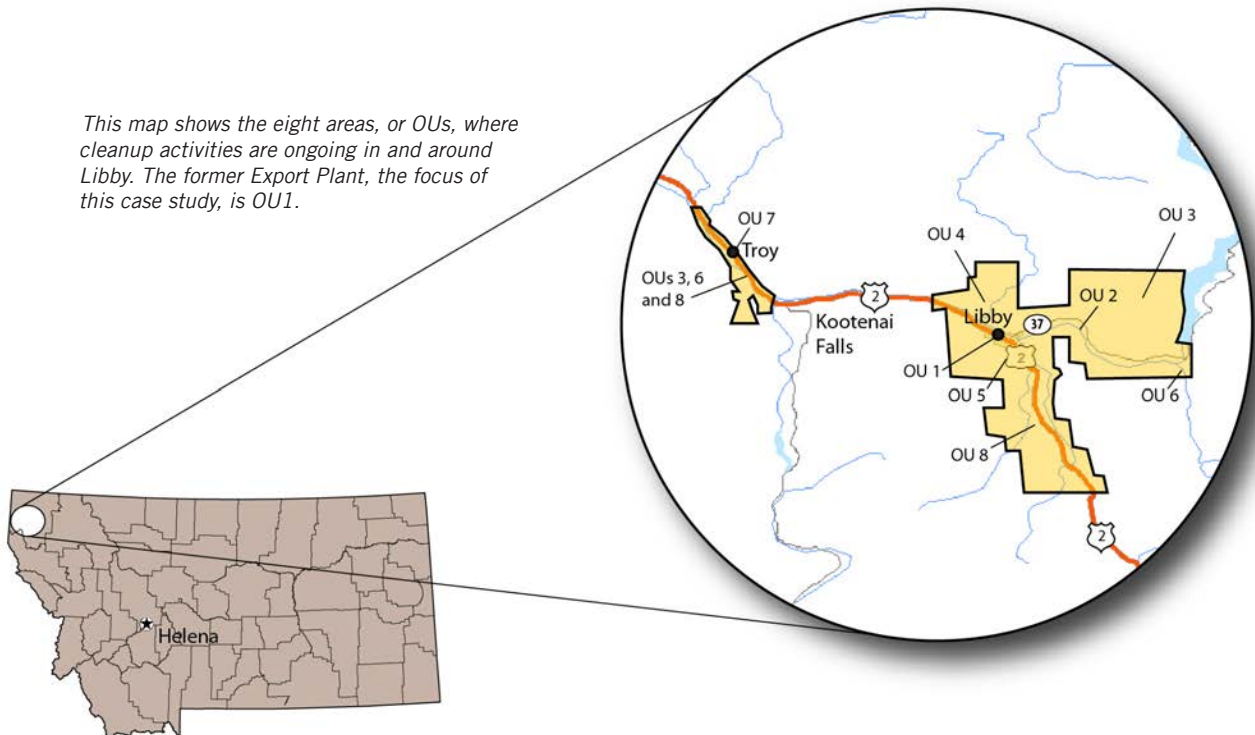 This map shows the eight areas, or OUs, where
cleanup activities are ongoing in and around
Libby. The former Export Plant, the focus of
this case study, is OU1.
OU 7
Troy
OUs 3, 6
and 8
2
Kootenai
Falls
OU 4
OU 3
OU 2
Libby
37
OU 1
2
OU 5
OU 6
OU 8
2
Helena